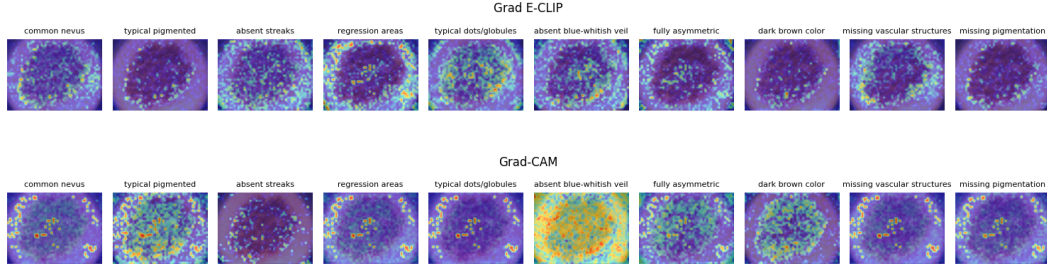 Grad E-CLIP
common nevus typical pigmented absent streaks regression areas typical dots/globules absent blue-whitish veil fully asymmetric dark brown color missing vascular structures missing pigmentation
Grad-CAM
common nevus typical pigmented absent streaks regression areas typical dots/globules absent blue-whitish veil fully asymmetric dark brown color missing vascular structures missing pigmentation